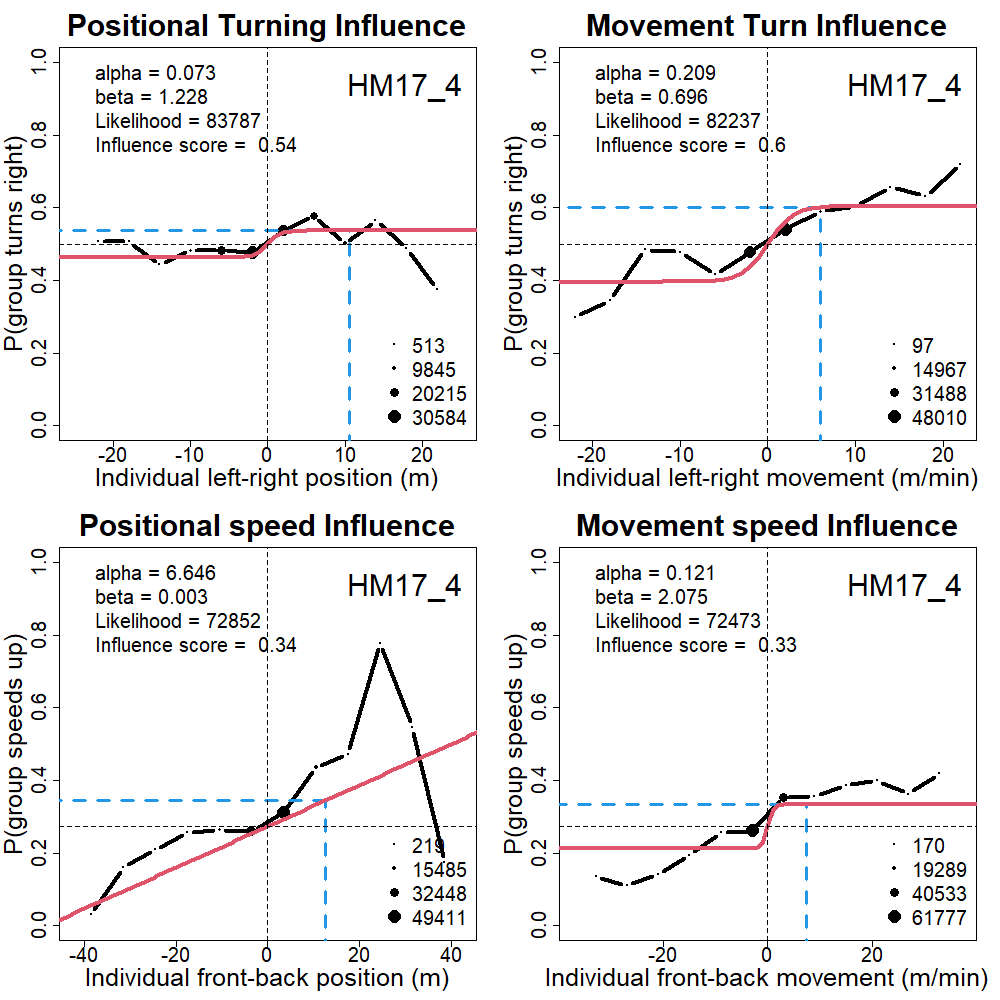 Positional Turning Influence
alpha = 0.073
beta = 1.228
Likelihood = 83787
Influence score =  0.54
HM17_4
P(group turns right)
1.0
0.8
0.6
0.4
0.2
0.0
513
9845
20215
30584
-20
-10
0
10
20
Individual left-right position (m)
Movement Turn Influence
alpha = 0.209
beta = 0.696
Likelihood = 82237
Influence score =  0.6
HM17_4
P(group turns right)
1.0
0.8
0.6
0.4
0.2
0.0
97
14967
31488
48010
-20
-10
0
10
20
Individual left-right movement (m/min)
Positional speed Influence
alpha = 6.646
beta = 0.003
Likelihood = 72852
Influence score =  0.34
HM17_4
P(group speeds up)
1.0
0.8
0.6
0.4
0.2
0.0
219
15485
32448
49411
-40
-20
0
20
40
Individual front-back position (m)
Movement speed Influence
alpha = 0.121
beta = 2.075
Likelihood = 72473
Influence score =  0.33
HM17_4
P(group speeds up)
1.0
0.8
0.6
0.4
0.2
0.0
170
19289
40533
61777
-20
0
20
Individual front-back movement (m/min)